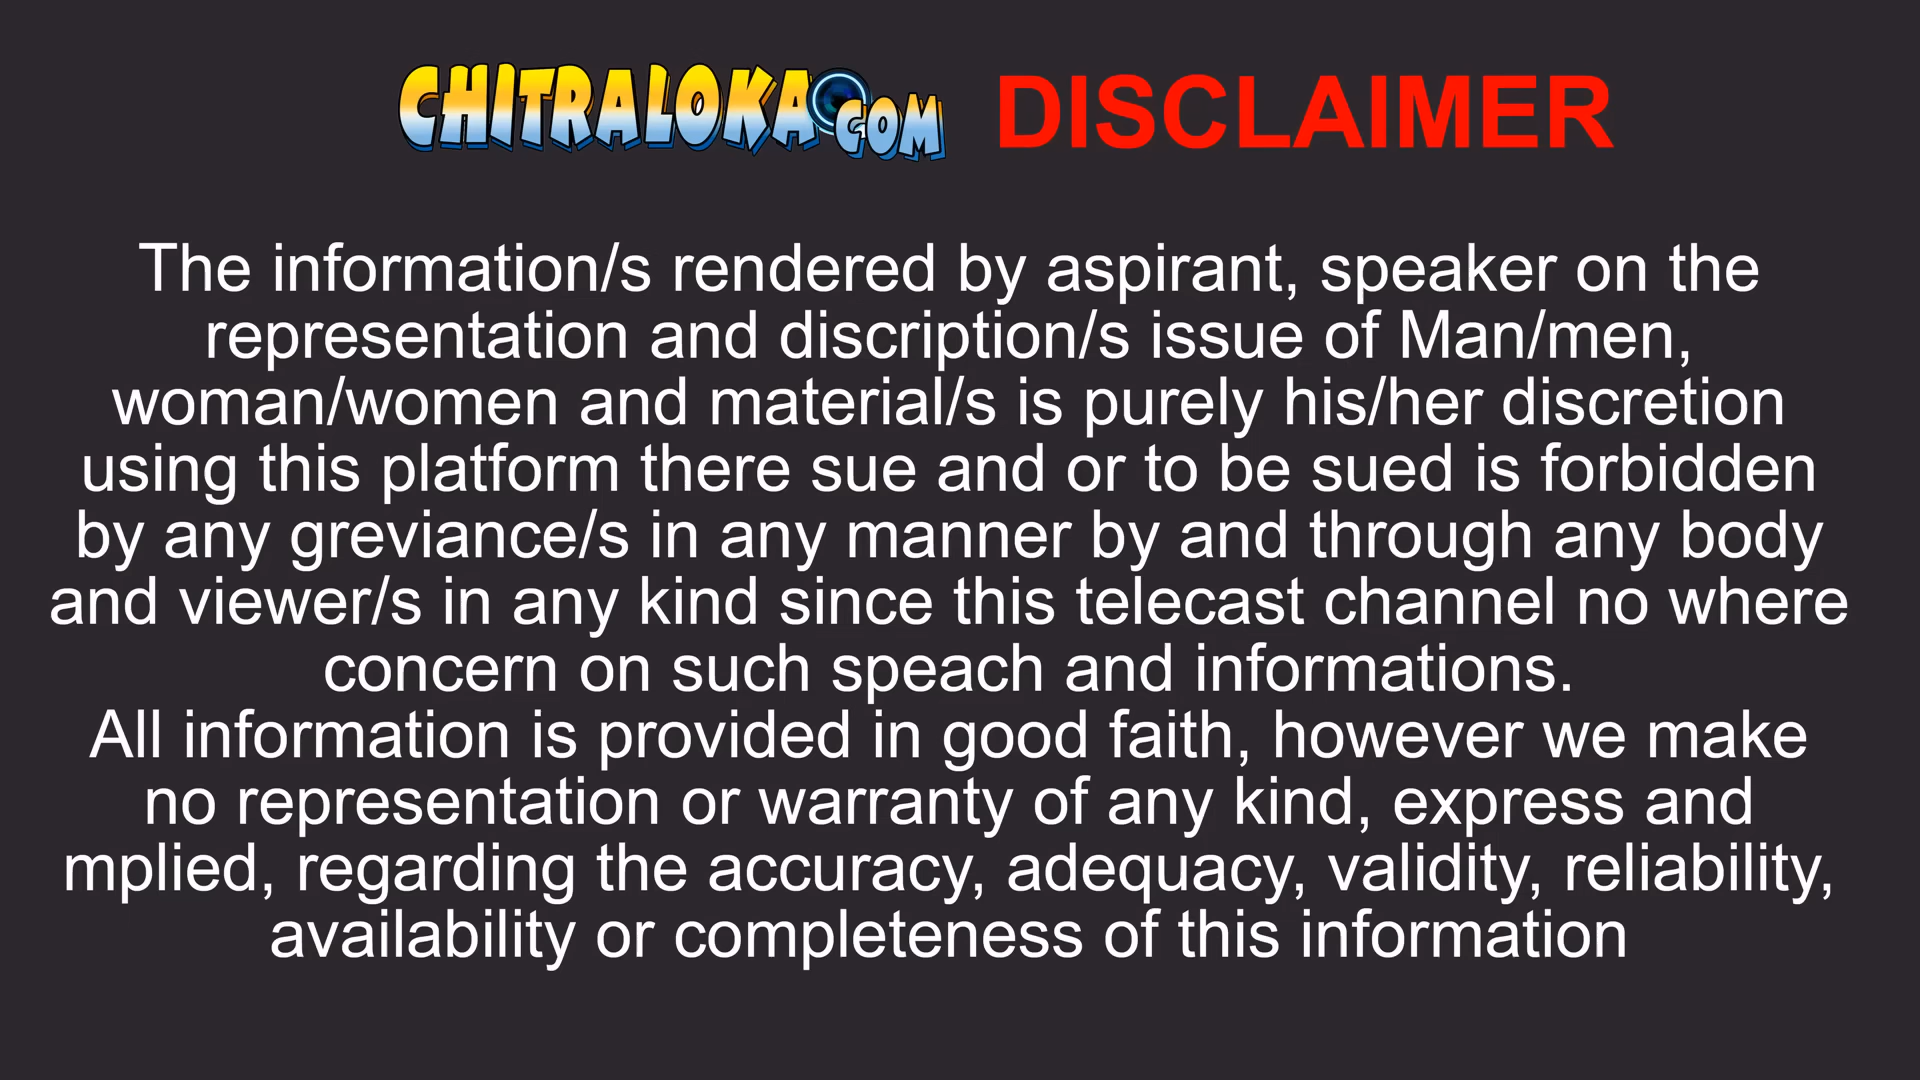 CHITRALOKA.COM DISCLAIMER
The information/s rendered by aspirant, speaker on the
representation and discription/s issue of Man/men,
woman/women and material/s is purely his/her discretion
using this platform there sue and or to be sued is forbidden
by any greviance/s in any manner by and through any body
and viewer/s in any kind since this telecast channel no where
concern on such speach and informations.
All information is provided in good faith, however we make
no representation or warranty of any kind, express and
mplied, regarding the accuracy, adequacy, validity, reliability,
availability or completeness of this information